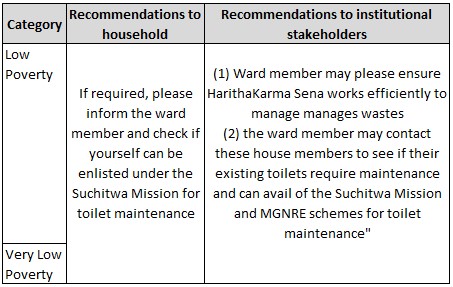 Category
Recommendations to
household
Recommendations to institutional
stakeholders
Low
Poverty
If required, please
inform the ward
member and check if
yourself can be
enlisted under the
Suchitwa Mission for
toilet maintenance
(1) Ward member may please ensure
HarithaKarma Sena works efficiently to
manage manages wastes
(2) the ward member may contact
these house members to see if their
existing toilets require maintenance
and can avail of the Suchitwa Mission
and MGNRE schemes for toilet
maintenance"
Very Low
Poverty